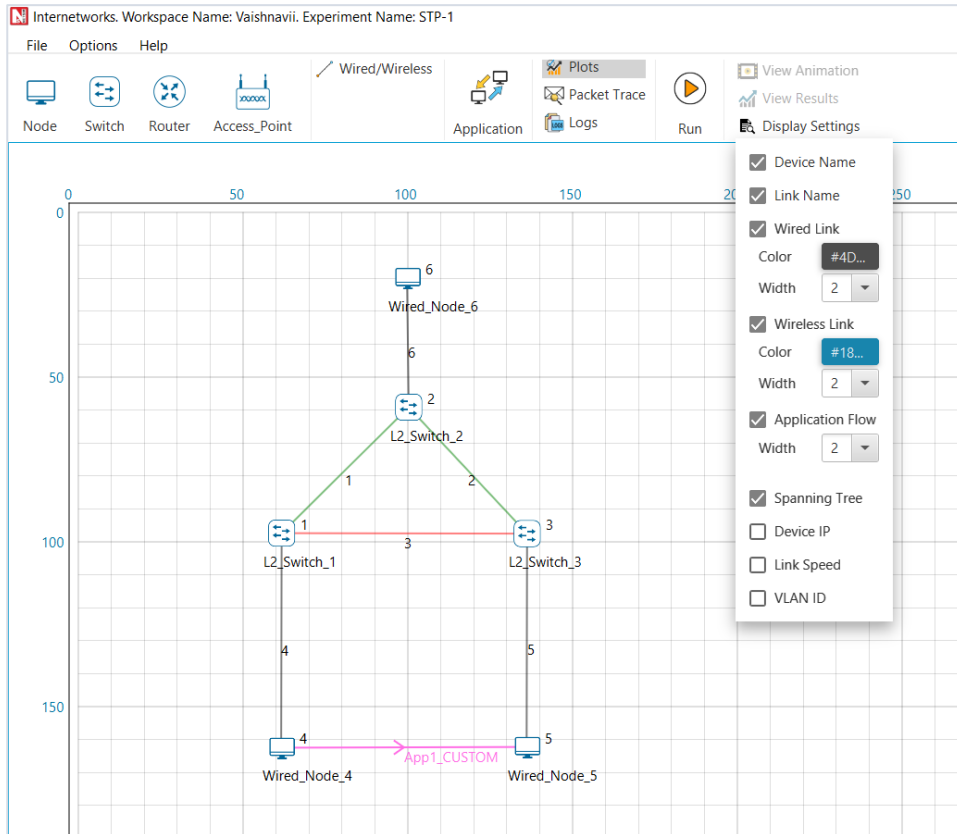 Internetworks. Workspace Name: Vaishnavii. Experiment Name: STP-1
File Options Help
Node
Switch
Router
Access_Point
Wired/Wireless
Application
Plots
Packet Trace
Logs
LOGS
Run
View Animation
View Results
Display Settings
Device Name
Link Name
Wired Link
Color #4D...
Width 2
Wireless Link
Color #18...
Width 2
Application Flow
Width 2
Spanning Tree
Device IP
Link Speed
VLAN ID
0 50 100 150 20 250
0
50
100
150
6
Wired_Node_6
6
2
L2_Switch_2
1
2
1
3
3
L2_Switch_1
L2_Switch_3
4
5
4
5
App1_CUSTOM
Wired_Node_4
Wired_Node_5